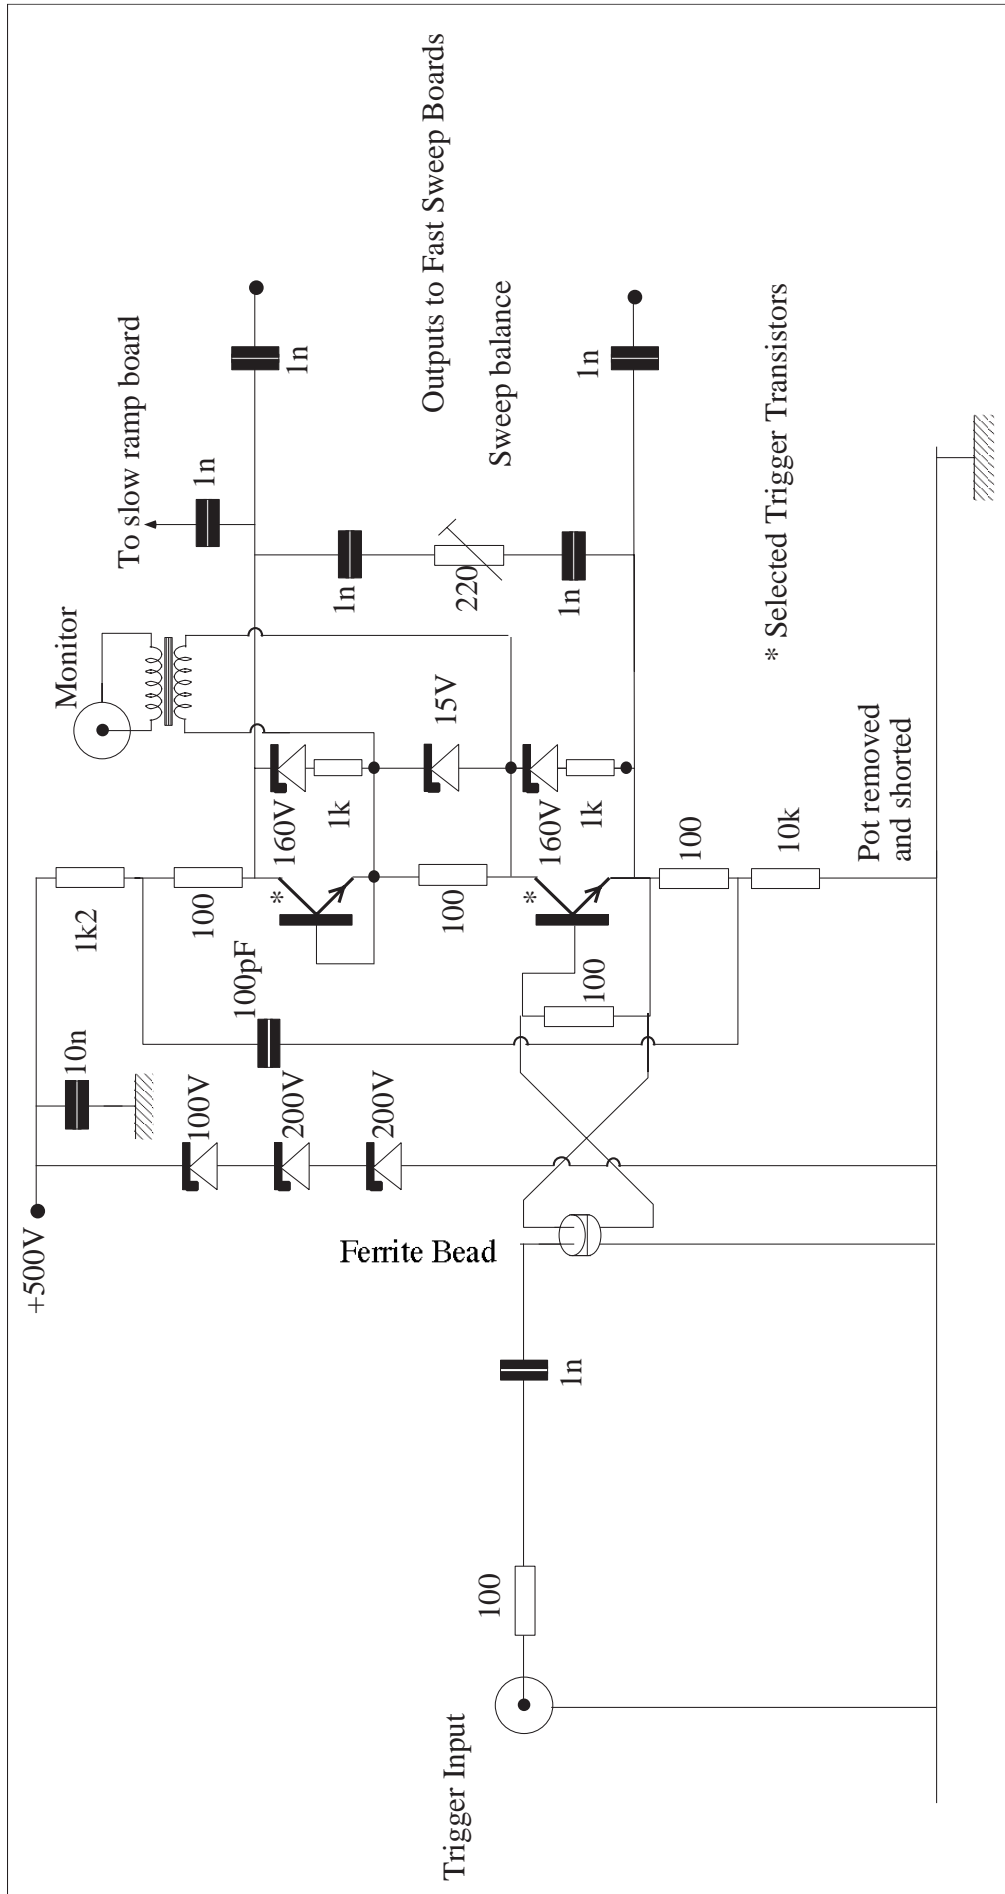 +500V
10n
100V
200V
200V
Ferrite Bead
Trigger Input
100
1n
1k2
100
100pF
*
160V
1k
100
15V
*
160V
1k
100
100
10k
Pot removed
and shorted
Monitor
To slow ramp board
1n
1n
1n
220
1n
1n
Outputs to Fast Sweep Boards
Sweep balance
* Selected Trigger Transistors